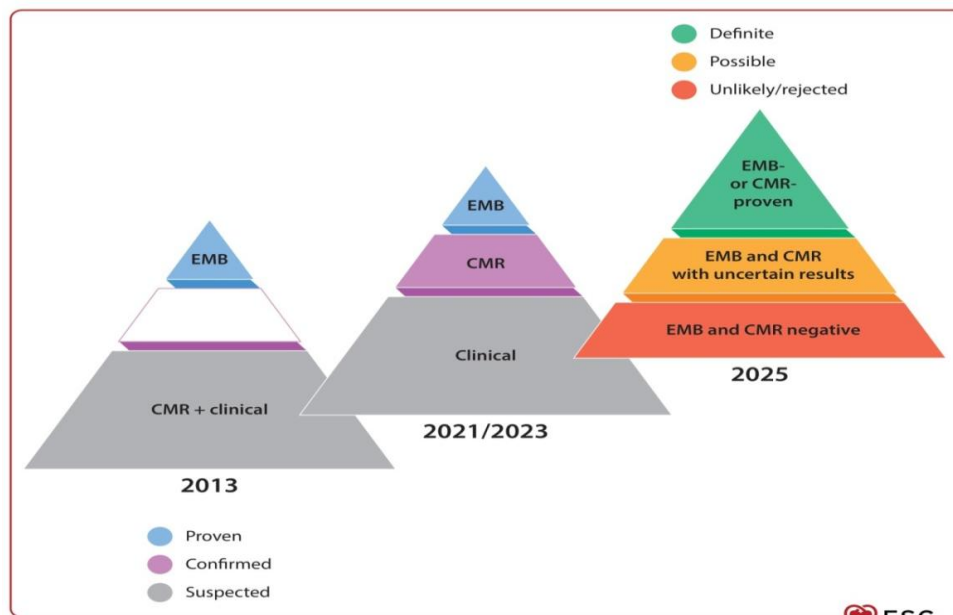 Definite
Possible
Unlikely/rejected
EMB-
or CMR-
proven
EMB
EMB
CMR
EMB and CMR
with uncertain results
EMB and CMR negative
Clinical
2025
CMR + clinical
2021/2023
2013
Proven
Confirmed
Suspected
ESC